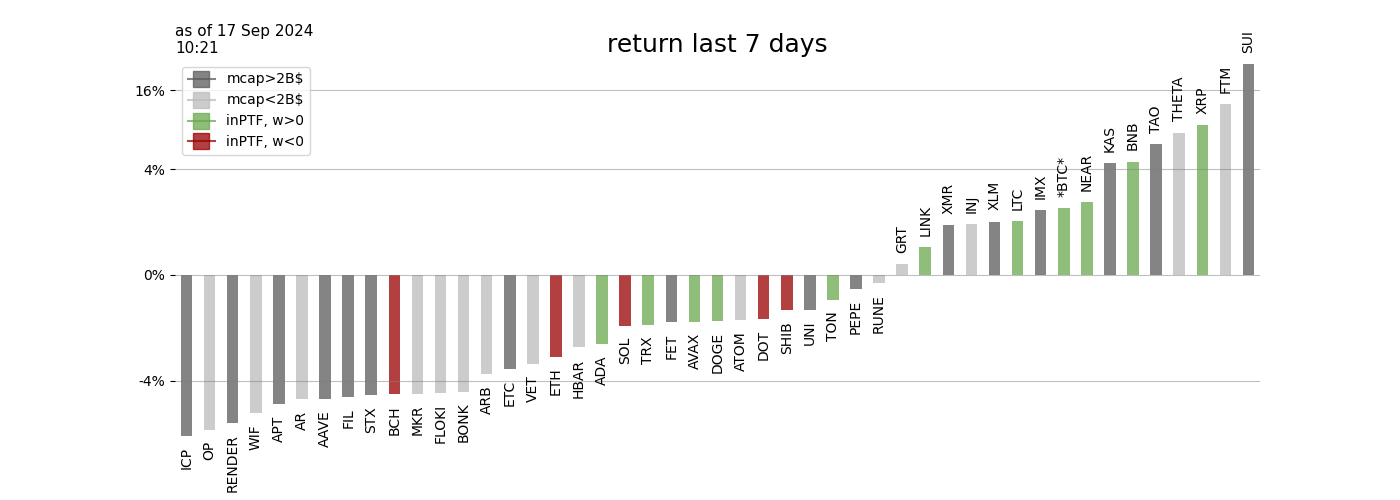 as of 17 Sep 2024
10:21
return last 7 days
mcap>2B$
mcap<2B$
inPTF, w>0
inPTF, w<0
16%
4%
0%
-4%
ICP
OP
RENDER
WIF
APT
AR
AAVE
FIL
STX
BCH
MKR
FLOKI
BONK
ARB
ETC
VET
ETH
HBAR
ADA
SOL
TRX
FET
AVAX
DOGE
ATOM
DOT
SHIB
UNI
TON
PEPE
RUNE
GRT
LINK
XMR
INJ
XLM
LTC
IMX
*BTC*
NEAR
KAS
BNB
TAO
THETA
XRP
FTM
SUI